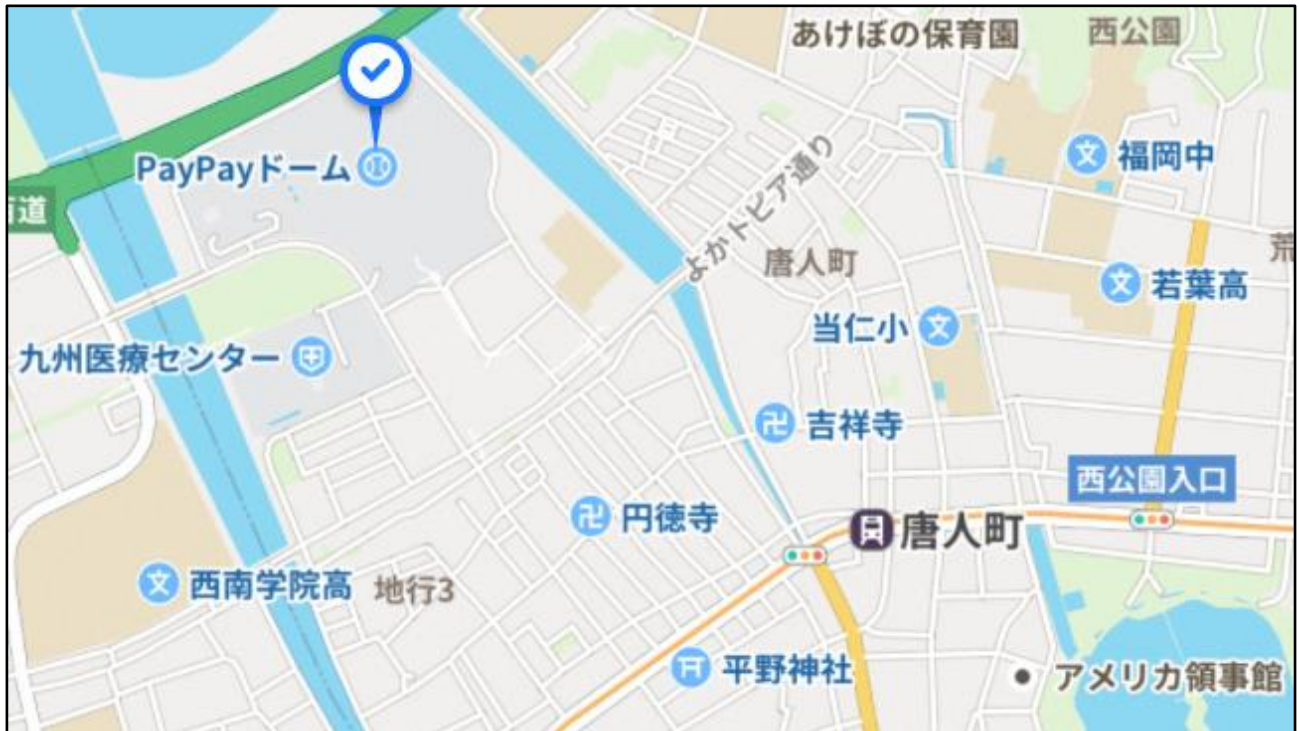 あけぼの保育園
西公園
PayPayドーム
福岡中
道
よかトピア通り
唐人町
荒
若葉高
当仁小
九州医療センター
吉祥寺
西公園入口
円徳寺
唐人町
西南学院高
地行3
平野神社
アメリカ領事館